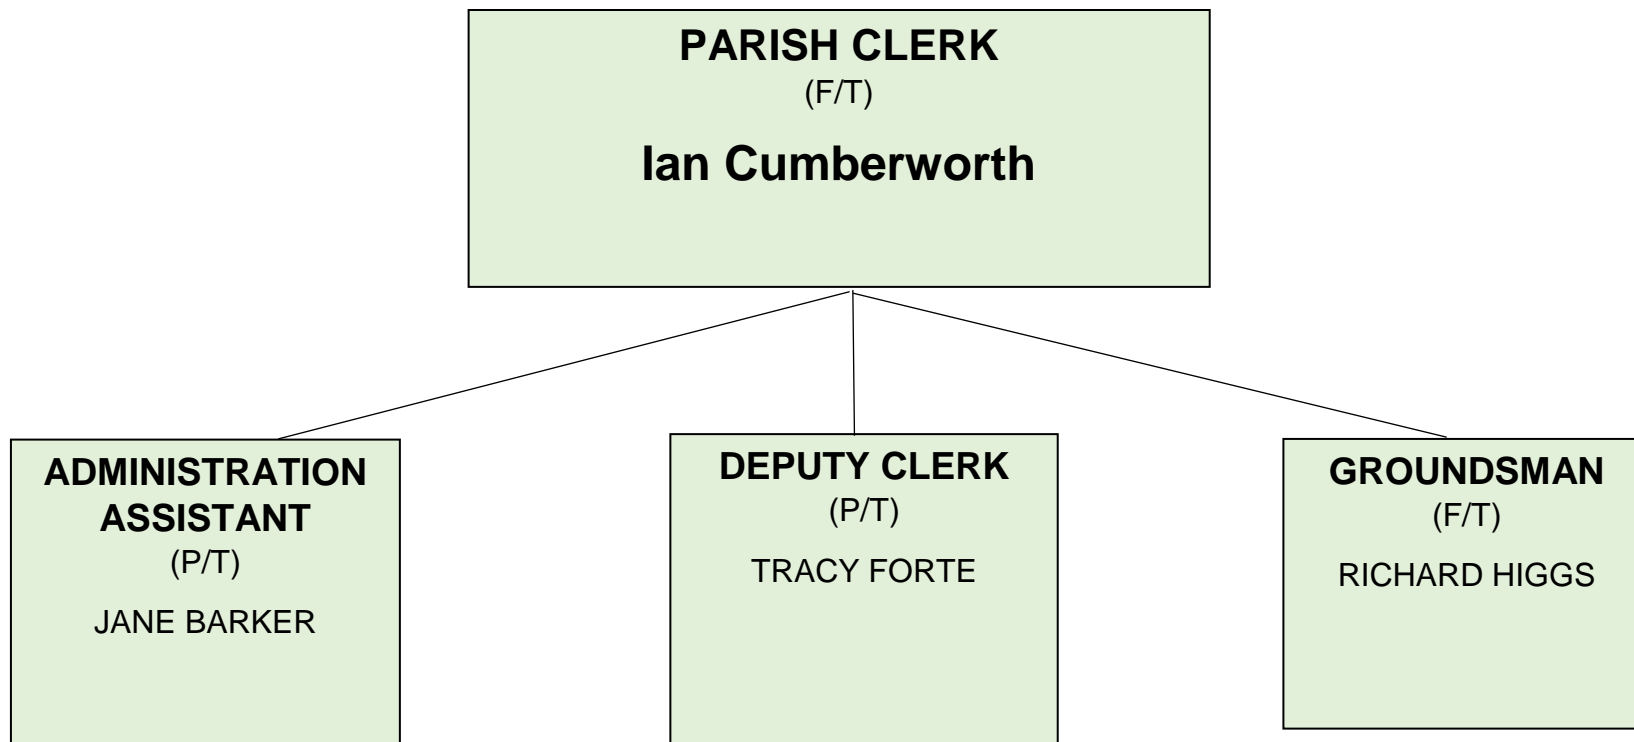 PARISH CLERK
(F/T)
Ian Cumberworth
ADMINISTRATION
ASSISTANT
(P/T)
JANE BARKER
DEPUTY CLERK
(P/T)
TRACY FORTE
GROUNDSMAN
(F/T)
RICHARD HIGGS